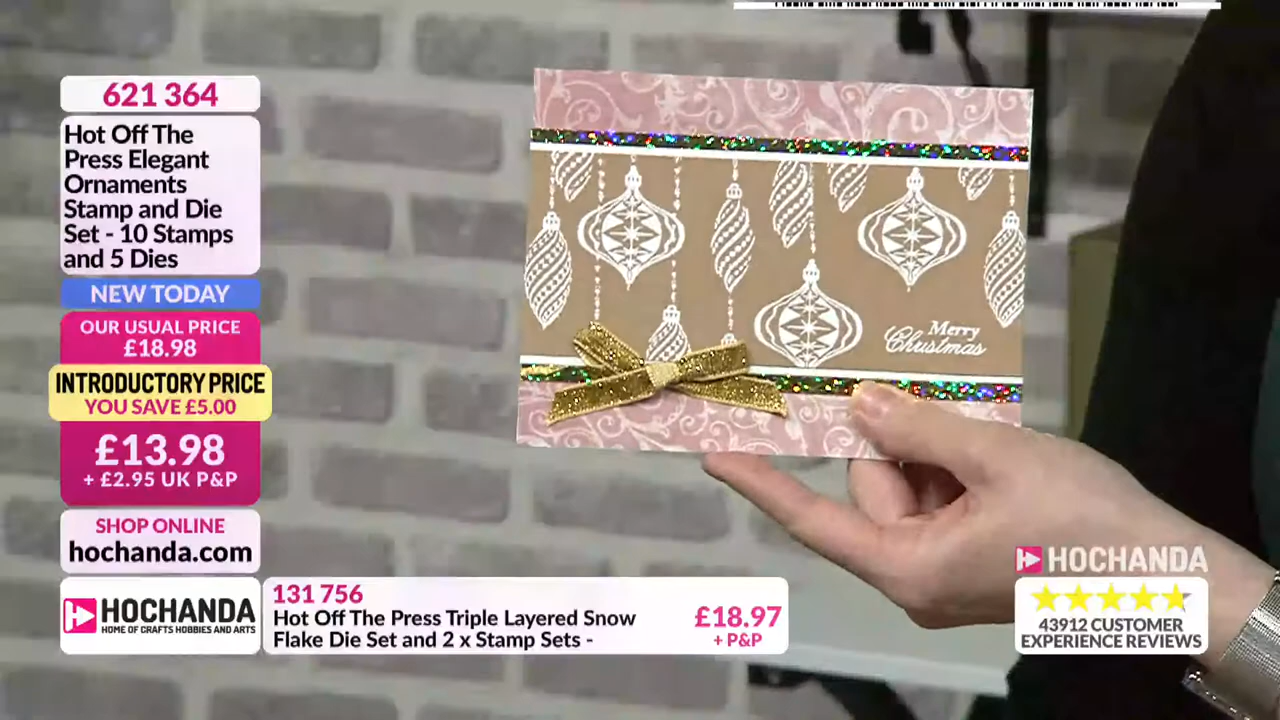 621 364
Hot Off The
Press Elegant
Ornaments
Stamp and Die
Set - 10 Stamps
and 5 Dies
NEW TODAY
OUR USUAL PRICE
£18.98
INTRODUCTORY PRICE
YOU SAVE £5.00
£13.98
+ £2.95 UK P&P
SHOP ONLINE
hochanda.com
HOCHANDA
HOME OF CRAFTS HOBBIES AND ARTS
131 756
Hot Off The Press Triple Layered Snow
Flake Die Set and 2 x Stamp Sets -
£18.97
+ P&P
Merry
Christmas
HOCHANDA
43912 CUSTOMER
EXPERIENCE REVIEWS